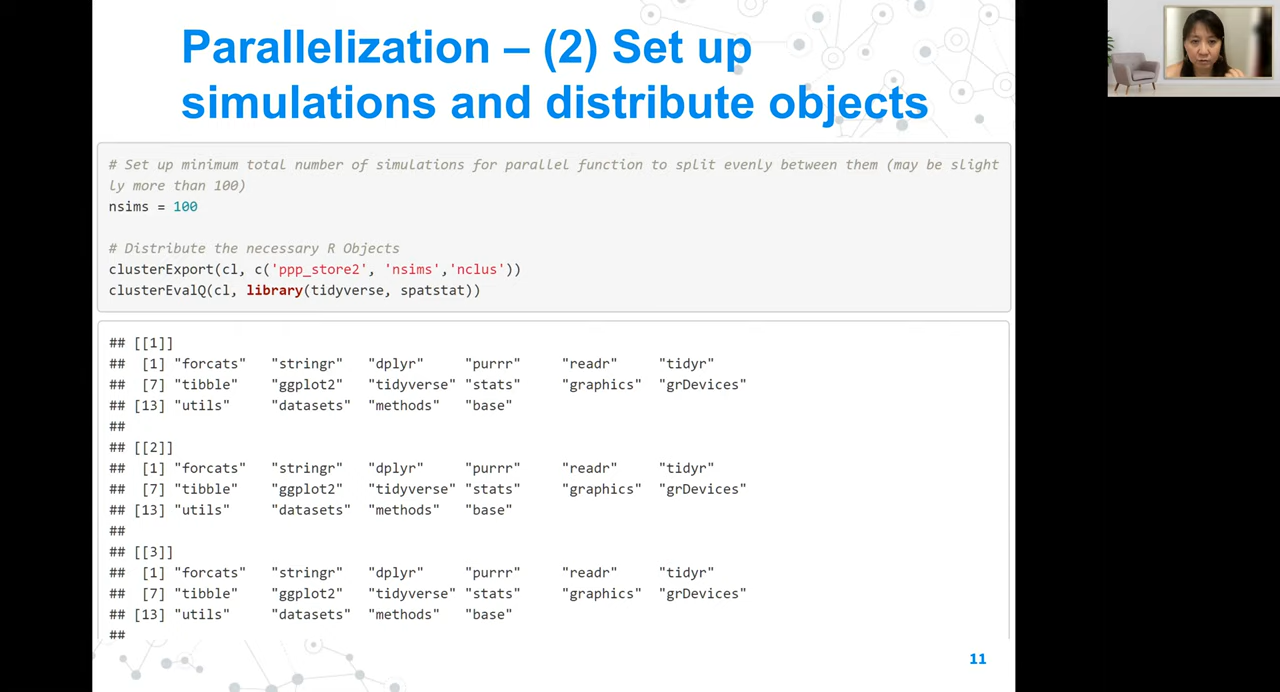 Parallelization – (2) Set up
simulations and distribute objects
# Set up minimum total number of simulations for parallel function to split evenly between them (may be slight
ly more than 100)
nsims = 100
# Distribute the necessary R Objects
clusterExport(cl, c('ppp_store2', 'nsims','nclus'))
clusterEvalQ(cl, library(tidyverse, spatstat))
## [[1]]
##  [1] "forcats"   "stringr"   "dplyr"     "purrr"     "readr"     "tidyr"
##  [7] "tibble"    "ggplot2"   "tidyverse" "stats"     "graphics"  "grDevices"
## [13] "utils"     "datasets"  "methods"   "base"
##
## [[2]]
##  [1] "forcats"   "stringr"   "dplyr"     "purrr"     "readr"     "tidyr"
##  [7] "tibble"    "ggplot2"   "tidyverse" "stats"     "graphics"  "grDevices"
## [13] "utils"     "datasets"  "methods"   "base"
##
## [[3]]
##  [1] "forcats"   "stringr"   "dplyr"     "purrr"     "readr"     "tidyr"
##  [7] "tibble"    "ggplot2"   "tidyverse" "stats"     "graphics"  "grDevices"
## [13] "utils"     "datasets"  "methods"   "base"
##
11